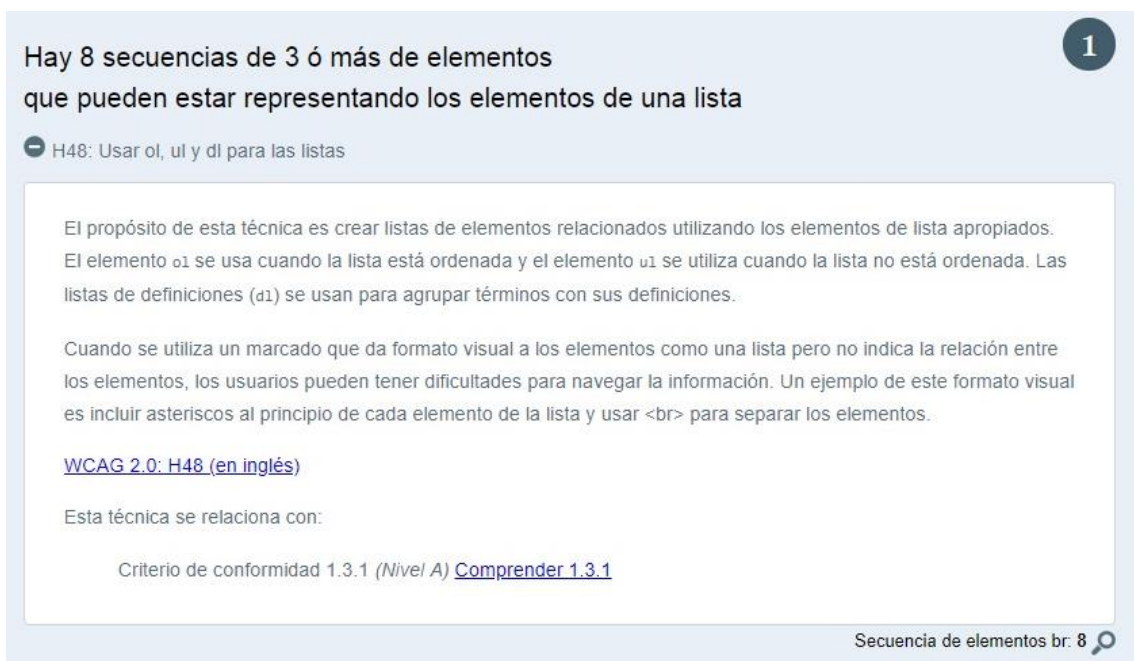 Hay 8 secuencias de 3 ó más de elementos
que pueden estar representando los elementos de una lista
1
H48: Usar ol, ul y dl para las listas
El propósito de esta técnica es crear listas de elementos relacionados utilizando los elementos de lista apropiados.
El elemento ol se usa cuando la lista está ordenada y el elemento ul se utiliza cuando la lista no está ordenada. Las
listas de definiciones (dl) se usan para agrupar términos con sus definiciones.
Cuando se utiliza un marcado que da formato visual a los elementos como una lista pero no indica la relación entre
los elementos, los usuarios pueden tener dificultades para navegar la información. Un ejemplo de este formato visual
es incluir asteriscos al principio de cada elemento de la lista y usar <br> para separar los elementos.
WCAG 2.0: H48 (en inglés)
Esta técnica se relaciona con:
Criterio de conformidad 1.3.1 (Nivel A) Comprender 1.3.1
Secuencia de elementos br: 8